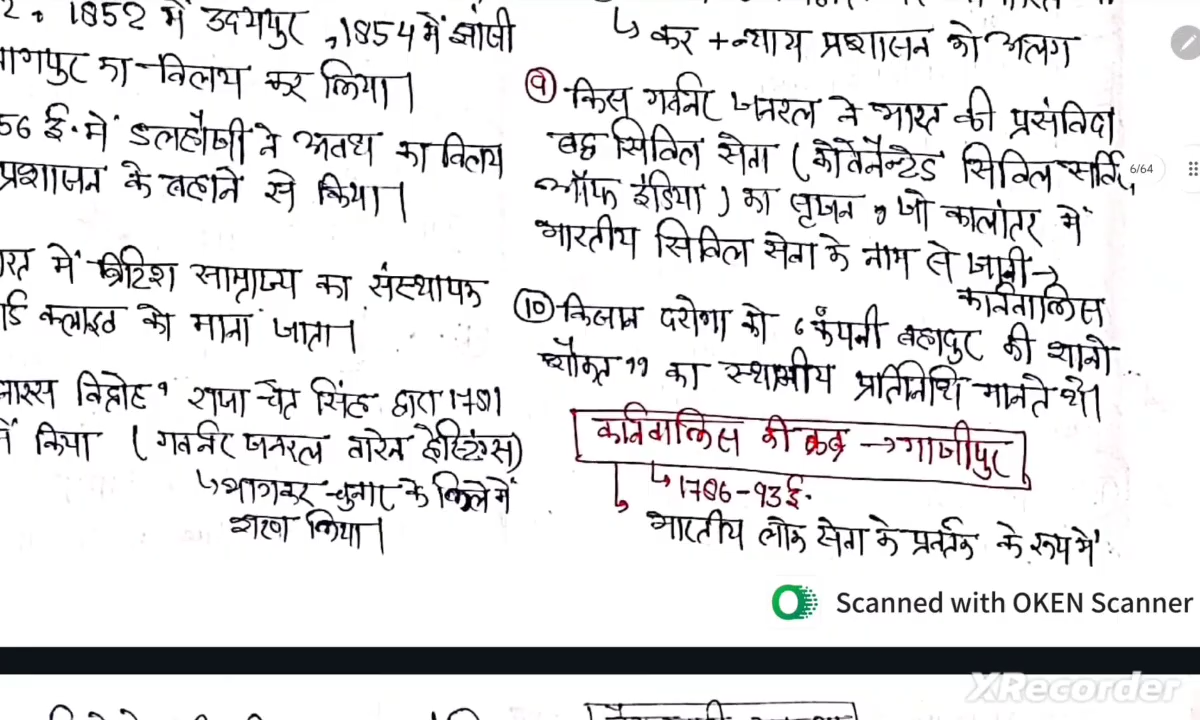 1852 में उदयपुर, 1854 में झांसी
नागपुर का विलय कर लिया।
56 ई. में डलहौजी ने अवध का विलय
प्रशासन के बहाने से किया।
रत में ब्रिटिश साम्राज्य का संस्थापक
र्ड क्लाइव को माना जाता।
विद्रोह" राजा चेत सिंह द्वारा 1781
में किया (गवर्नर जनरल वारेन हेस्टिंग्स)
↳ भागकर चुनार के किले में
शरण लिया।
↳ कर + न्याय प्रशासन को अलग
⑨ किस गवर्नर जनरल ने भारत की प्रसंविदा
बद्ध सिविल सेवा (कोवेनैन्टेड सिविल सर्वि
ऑफ इंडिया) का सृजन, जो कालांतर में
भारतीय सिविल सेवा के नाम से जानी →
कार्नवालिस
⑩ किसान दरोगा को "कंपनी बहादुर की शानो
शौकत" का स्थानीय प्रतिनिधि मानते थे।
कार्नवालिस की कब्र → गाजीपुर
↳ 1786-93 ई.
भारतीय लोक सेवा के प्रवर्तक के रूप में
6/64
Scanned with OKEN Scanner
XRecorder